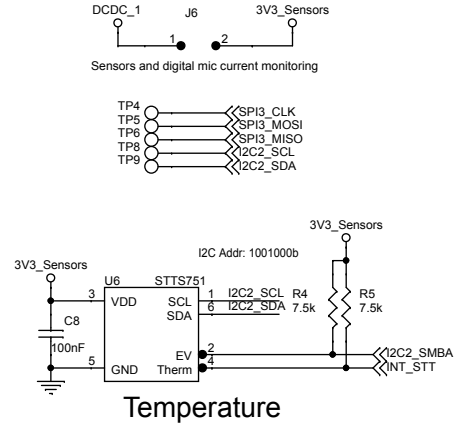 DCDC_1 J6 3V3_Sensors
1 2
Sensors and digital mic current monitoring
TP4 SPI3_CLK
TP5 SPI3_MOSI
TP6 SPI3_MISO
TP8 I2C2_SCL
TP9 I2C2_SDA
3V3_Sensors
I2C Addr: 1001000b
3V3_Sensors
U6 STTS751
3 VDD SCL 1 I2C2_SCL R4 R5
SDA 6 I2C2_SDA 7.5k 7.5k
C8
100nF
EV 2 I2C2_SMBA
5 GND Therm 4 INT_STT
Temperature